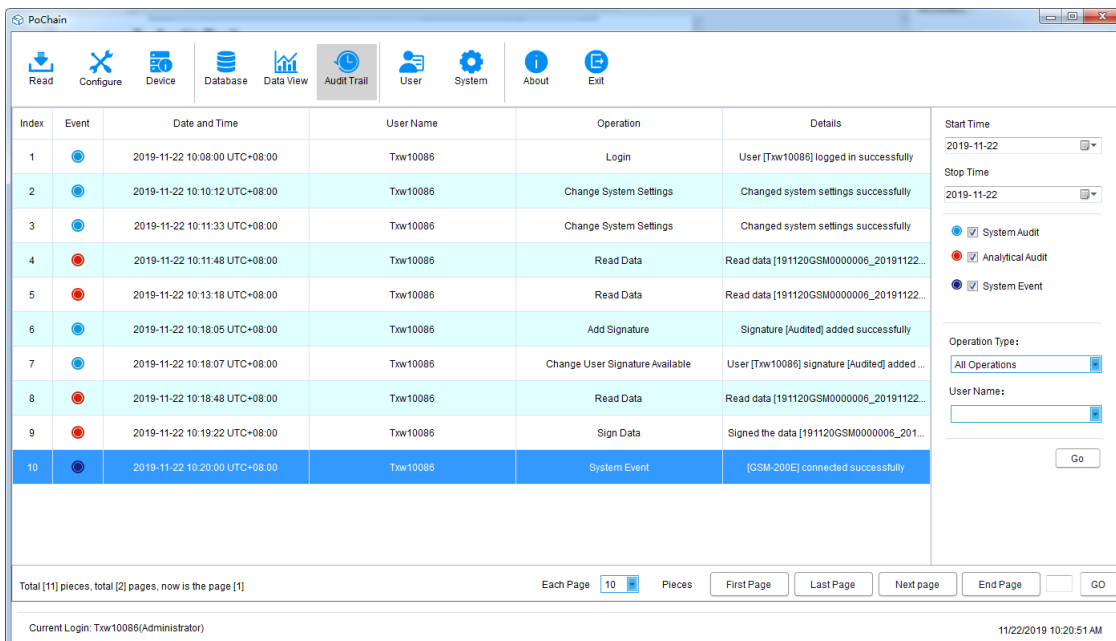 PoChain
Read Configure Device Database Data View Audit Trail User System About Exit
Index Event Date and Time User Name Operation Details
1 2019-11-22 10:08:00 UTC+08:00 Txw10086 Login User [Txw10086] logged in successfully
2 2019-11-22 10:10:12 UTC+08:00 Txw10086 Change System Settings Changed system settings successfully
3 2019-11-22 10:11:33 UTC+08:00 Txw10086 Change System Settings Changed system settings successfully
4 2019-11-22 10:11:48 UTC+08:00 Txw10086 Read Data Read data [191120GSM0000006_20191122...
5 2019-11-22 10:13:18 UTC+08:00 Txw10086 Read Data Read data [191120GSM0000006_20191122...
6 2019-11-22 10:18:05 UTC+08:00 Txw10086 Add Signature Signature [Audited] added successfully
7 2019-11-22 10:18:07 UTC+08:00 Txw10086 Change User Signature Available User [Txw10086] signature [Audited] added ...
8 2019-11-22 10:18:48 UTC+08:00 Txw10086 Read Data Read data [191120GSM0000006_20191122...
9 2019-11-22 10:19:22 UTC+08:00 Txw10086 Sign Data Signed the data [191120GSM0000006_201...
10 2019-11-22 10:20:00 UTC+08:00 Txw10086 System Event [GSM-200E] connected successfully
Start Time
2019-11-22
Stop Time
2019-11-22
System Audit
Analytical Audit
System Event
Operation Type:
All Operations
User Name:
Go
Total [11] pieces, total [2] pages, now is the page [1] Each Page 10 Pieces First Page Last Page Next page End Page GO
Current Login: Txw10086(Administrator) 11/22/2019 10:20:51 AM